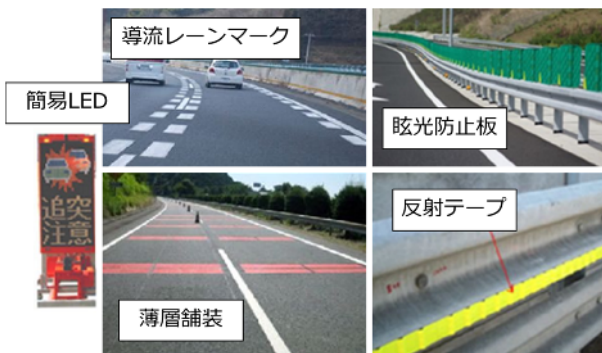 導流レーンマーク
簡易LED
眩光防止板
追突
注意
反射テープ
薄層舗装